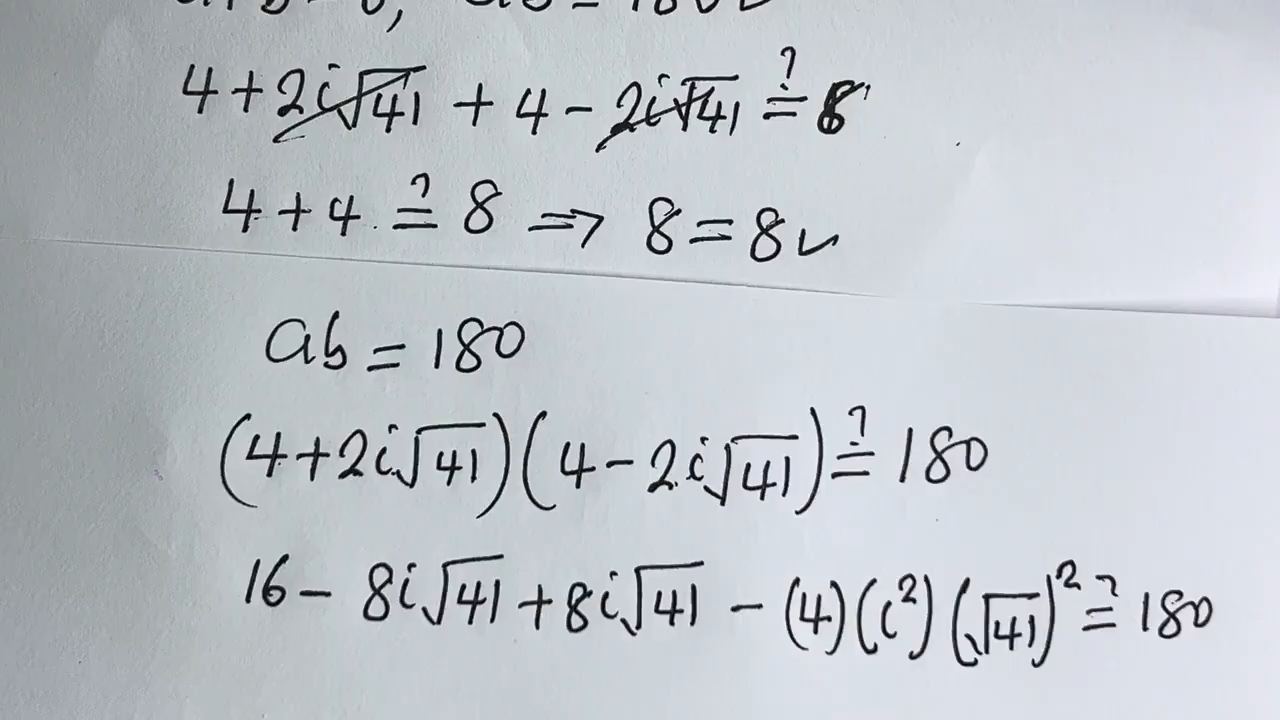 4+2i√41 + 4 - 2i√41 ≟ 8
4+4 ≟ 8 ⇒ 8=8✓
ab = 180
(4+2i√41)(4-2i√41) ≟ 180
16 - 8i√41 + 8i√41 - (4)(i²)(√41)² ≟ 180